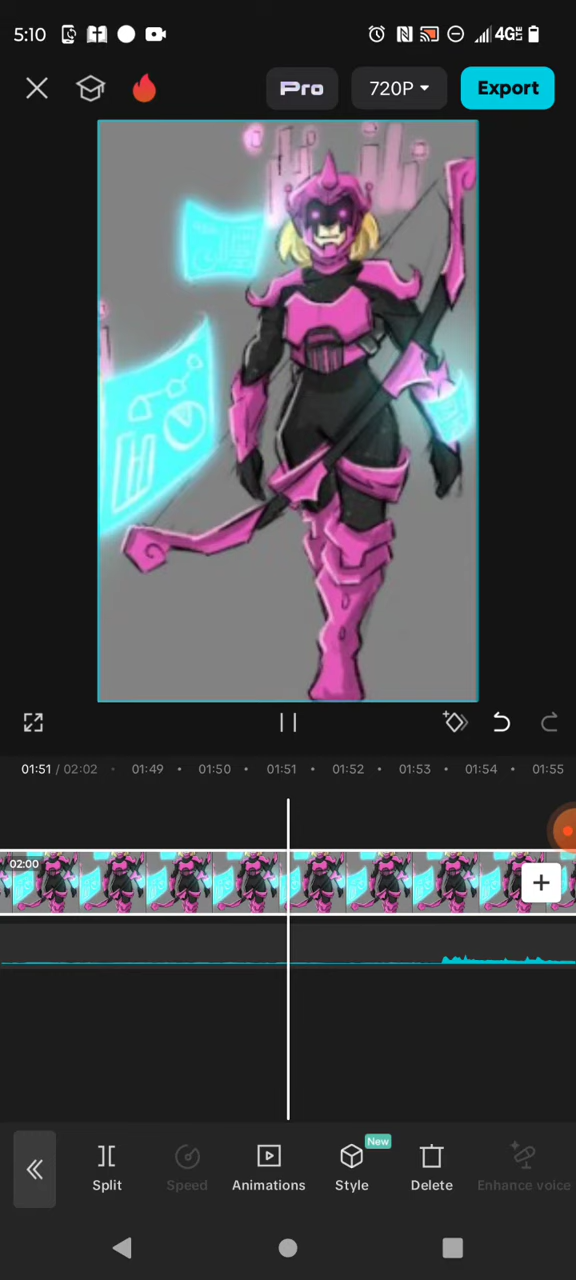 5:10
4GE
Pro
720P
Export
01:51 / 02:02
01:49
01:50
01:51
01:52
01:53
01:54
01:55
02:00
+
New
Split
Speed
Animations
Style
Delete
Enhance voice